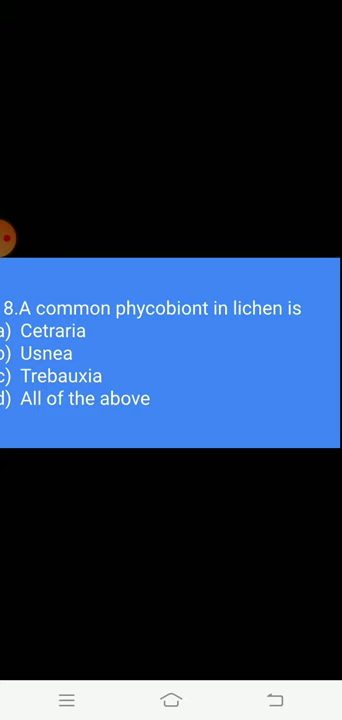 8.A common phycobiont in lichen is
a) Cetraria
b) Usnea
c) Trebauxia
d) All of the above